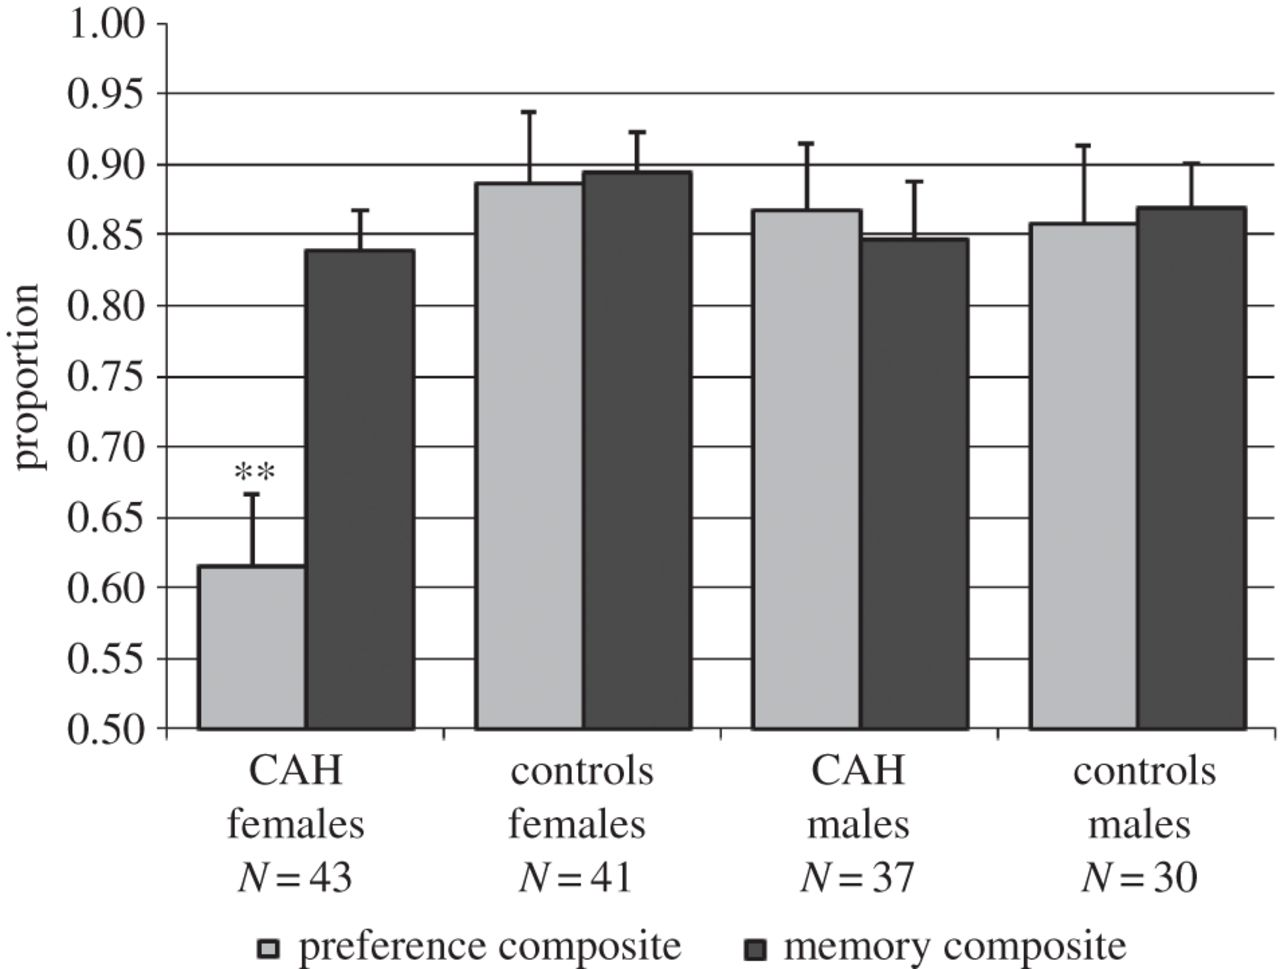 1.00
0.95
0.90
0.85
0.80
0.75
0.70
0.65
0.60
0.55
0.50
proportion
**
CAH
females
N = 43
controls
females
N = 41
CAH
males
N = 37
controls
males
N = 30
preference composite
memory composite